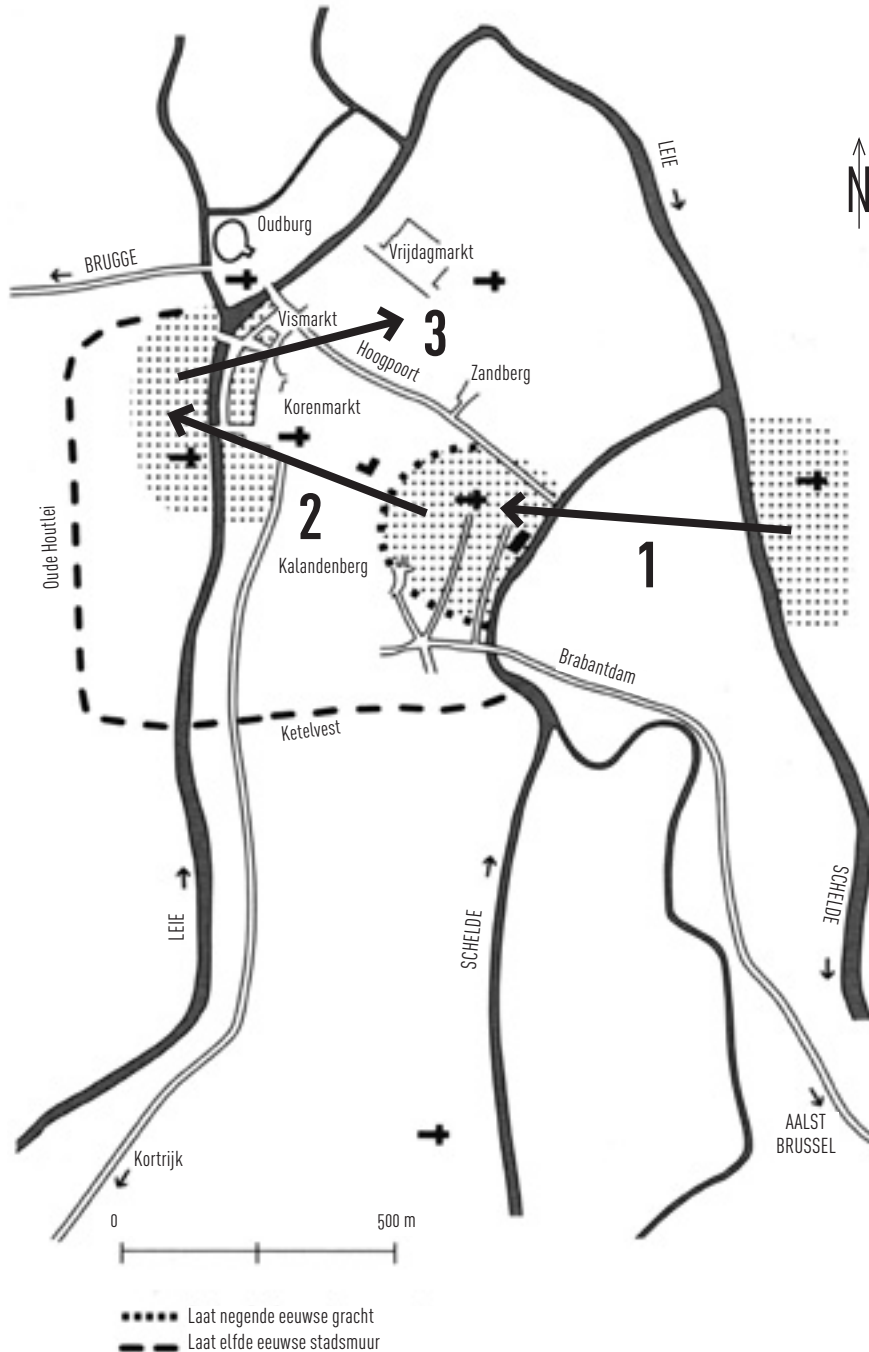 LEIE
N
Oudburg
Vrijdagmarkt
BRUGGE
Vismarkt
3
Hoogpoort
Zandberg
Korenmarkt
2
1
Oude Houtlei
Kalandenberg
Brabantdam
Ketelvest
LEIE
SCHELDE
SCHELDE
AALST
BRUSSEL
Kortrijk
0 500 m
Laat negende eeuwse gracht
Laat elfde eeuwse stadsmuur